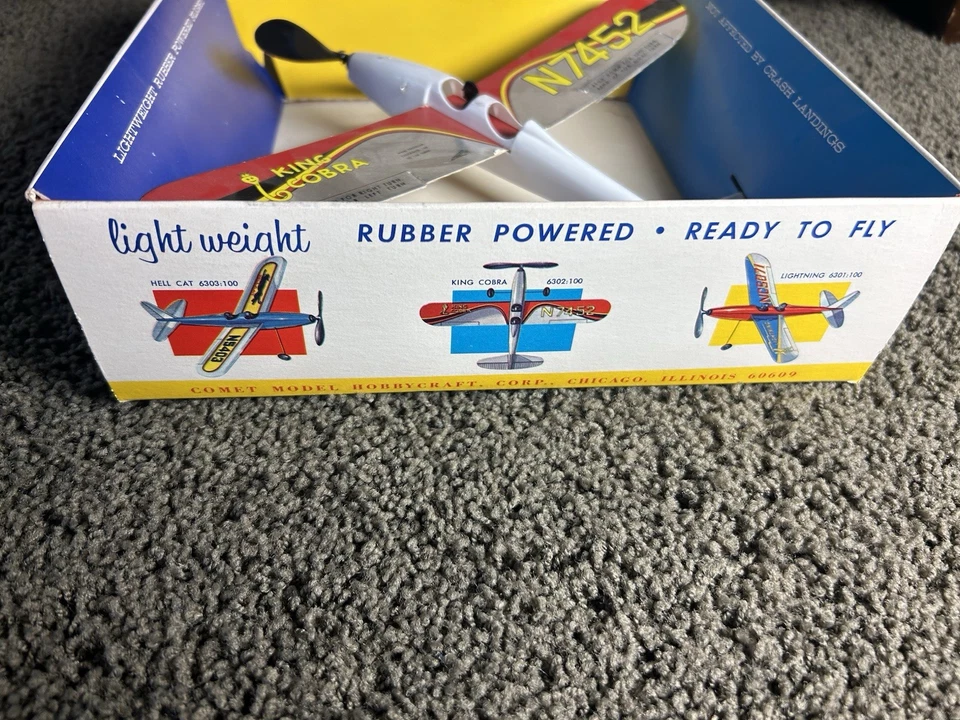 LIGHTWEIGHT RUBBER POWERED
NOT AFFECTED BY CRASH LANDINGS
N7452
KING
COBRA
light weight
RUBBER POWERED • READY TO FLY
HELL CAT 6303:100
KING COBRA 6302:100
LIGHTNING 6301:100
N9403
N7452
COMET MODEL HOBBYCRAFT, CORP., CHICAGO, ILLINOIS 60609